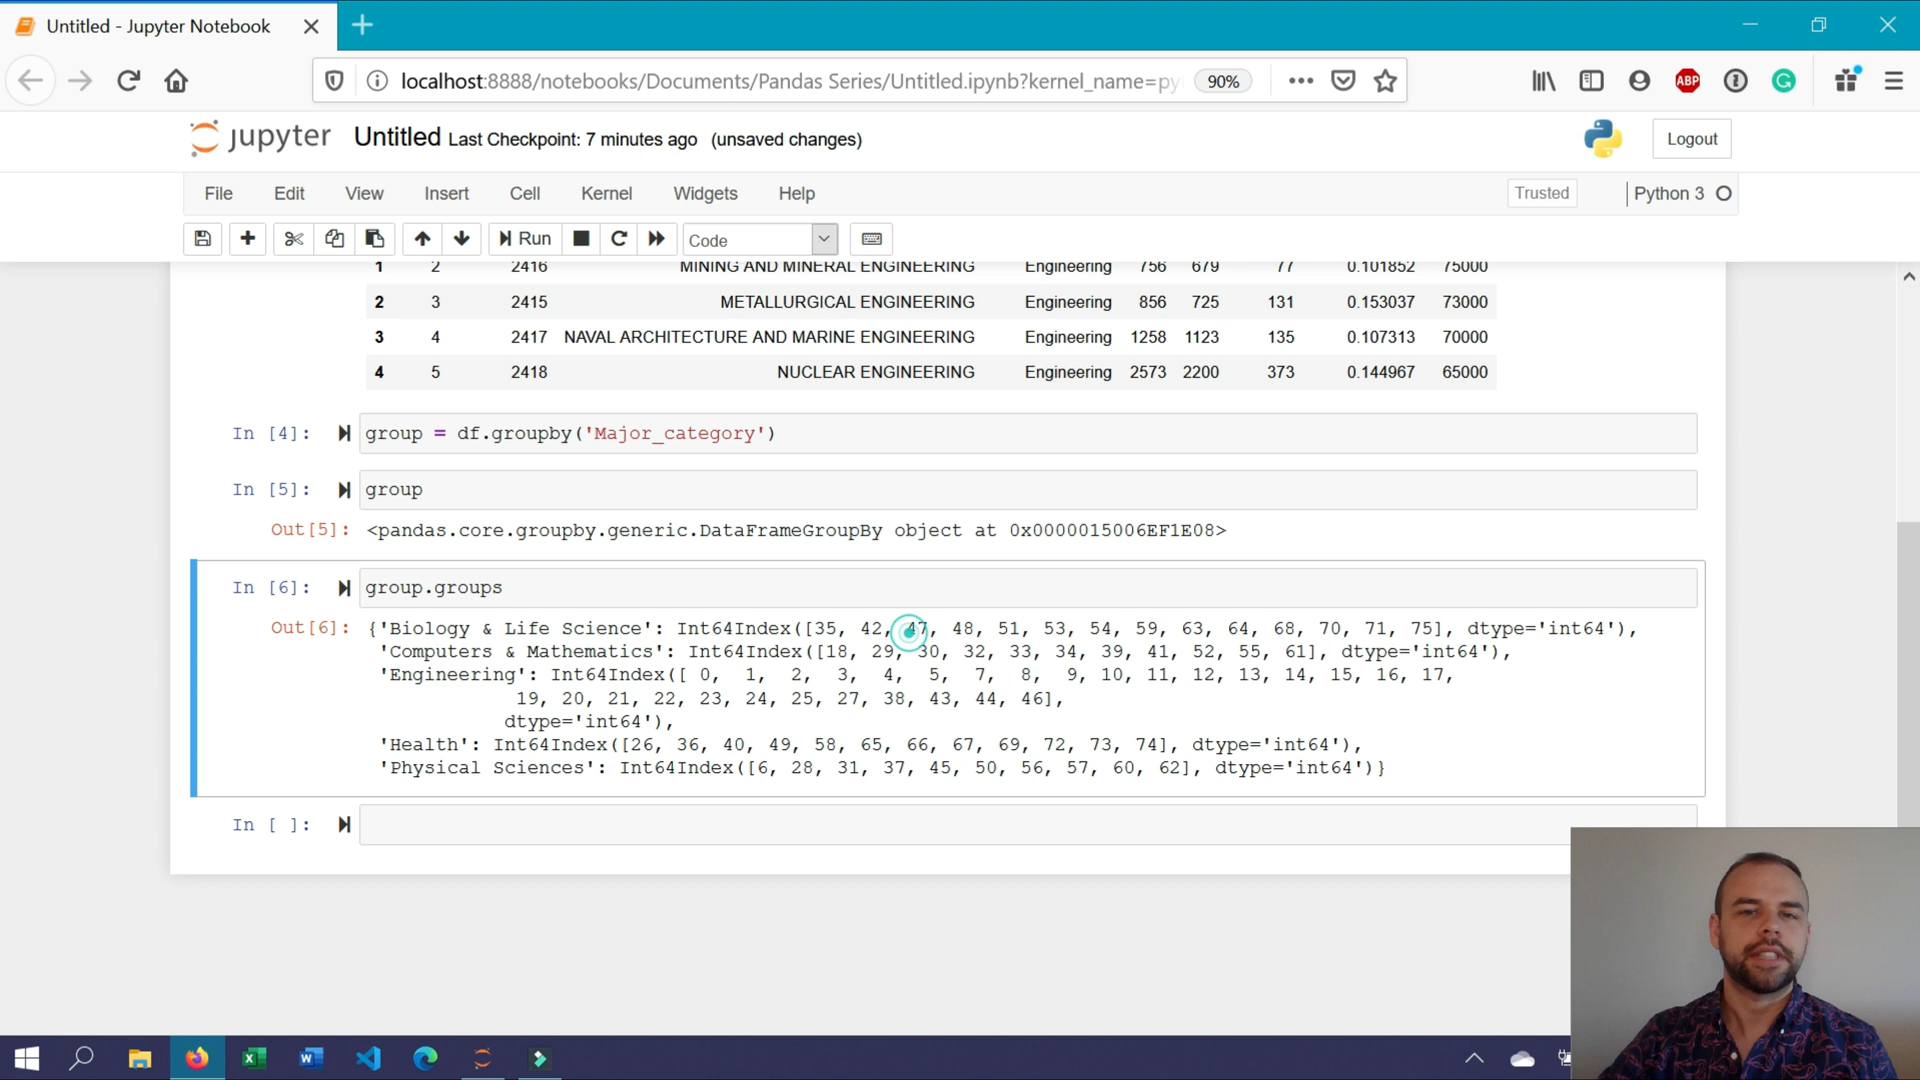 Untitled - Jupyter Notebook
localhost:8888/notebooks/Documents/Pandas Series/Untitled.ipynb?kernel_name=py
90%
ABP
jupyter Untitled Last Checkpoint: 7 minutes ago (unsaved changes)
Logout
File Edit View Insert Cell Kernel Widgets Help
Trusted Python 3
Run Code
1 2 2416 MINING AND MINERAL ENGINEERING Engineering 756 679 77 0.101852 75000
2 3 2415 METALLURGICAL ENGINEERING Engineering 856 725 131 0.153037 73000
3 4 2417 NAVAL ARCHITECTURE AND MARINE ENGINEERING Engineering 1258 1123 135 0.107313 70000
4 5 2418 NUCLEAR ENGINEERING Engineering 2573 2200 373 0.144967 65000
In [4]: group = df.groupby('Major_category')
In [5]: group
Out[5]: <pandas.core.groupby.generic.DataFrameGroupBy object at 0x0000015006EF1E08>
In [6]: group.groups
Out[6]: {'Biology & Life Science': Int64Index([35, 42, 47, 48, 51, 53, 54, 59, 63, 64, 68, 70, 71, 75], dtype='int64'),
'Computers & Mathematics': Int64Index([18, 29, 30, 32, 33, 34, 39, 41, 52, 55, 61], dtype='int64'),
'Engineering': Int64Index([ 0, 1, 2, 3, 4, 5, 7, 8, 9, 10, 11, 12, 13, 14, 15, 16, 17,
19, 20, 21, 22, 23, 24, 25, 27, 38, 43, 44, 46],
dtype='int64'),
'Health': Int64Index([26, 36, 40, 49, 58, 65, 66, 67, 69, 72, 73, 74], dtype='int64'),
'Physical Sciences': Int64Index([6, 28, 31, 37, 45, 50, 56, 57, 60, 62], dtype='int64')}
In [ ]: